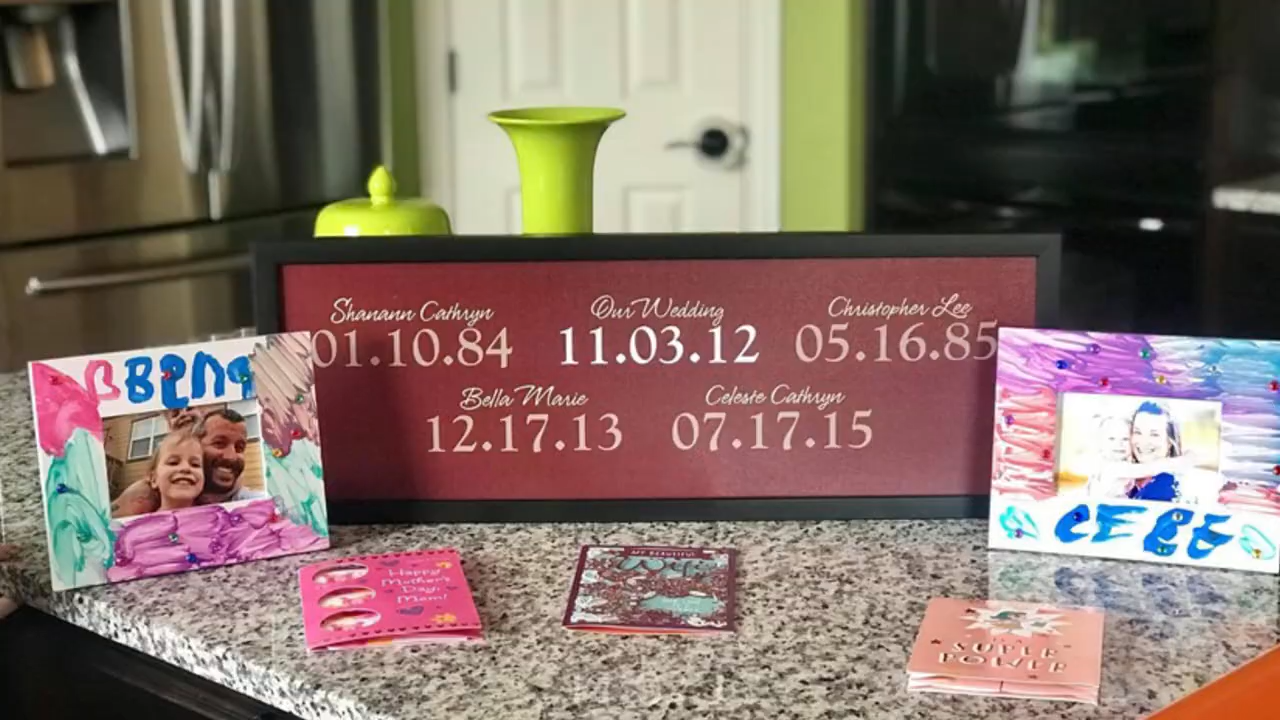 Shanann Cathryn
01.10.84
Our Wedding
11.03.12
Christopher Lee
05.16.85
Bella Marie
12.17.13
Celeste Cathryn
07.17.15
Happy
Mother's
Day,
Mom!
MY BEAUTIFUL
SUPER
POWER
CECE